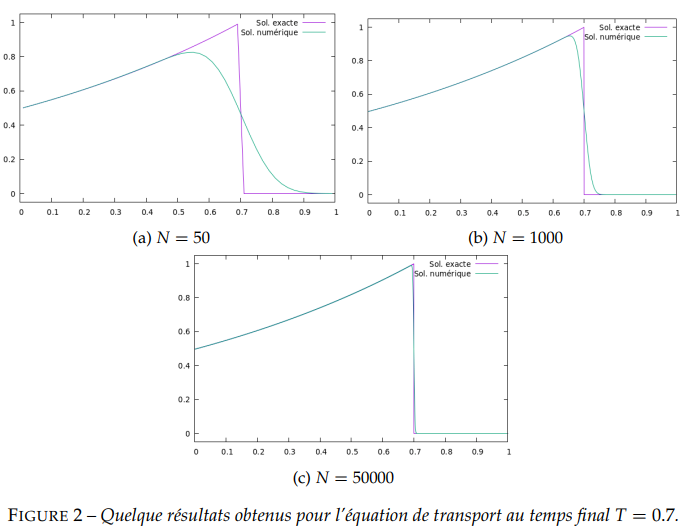 Sol. exacte
Sol. numérique
1
0.8
0.6
0.4
0.2
0
0 0.1 0.2 0.3 0.4 0.5 0.6 0.7 0.8 0.9 1
(a) N = 50
Sol. exacte
Sol. numérique
1
0.8
0.6
0.4
0.2
0
0 0.1 0.2 0.3 0.4 0.5 0.6 0.7 0.8 0.9 1
(b) N = 1000
Sol. exacte
Sol. numérique
1
0.8
0.6
0.4
0.2
0
0 0.1 0.2 0.3 0.4 0.5 0.6 0.7 0.8 0.9 1
(c) N = 50000
FIGURE 2 – Quelque résultats obtenus pour l'équation de transport au temps final T = 0.7.